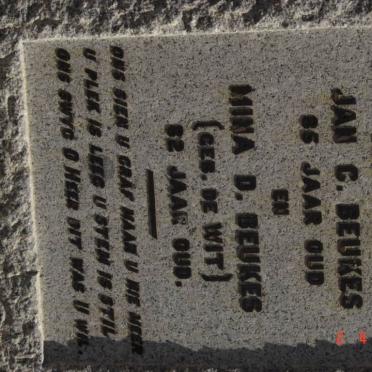 JAN C. BEUKES
86 JAAR OUD
EN
MINA D. BEUKES
(GEB. DE WIT)
82 JAAR OUD.
ONS SIEN U GRAF MAAR U NIE MEER
U PLEK IS LEEG U STEM IS STIL
ONS SWYG O HEER DIT WAS U WIL.